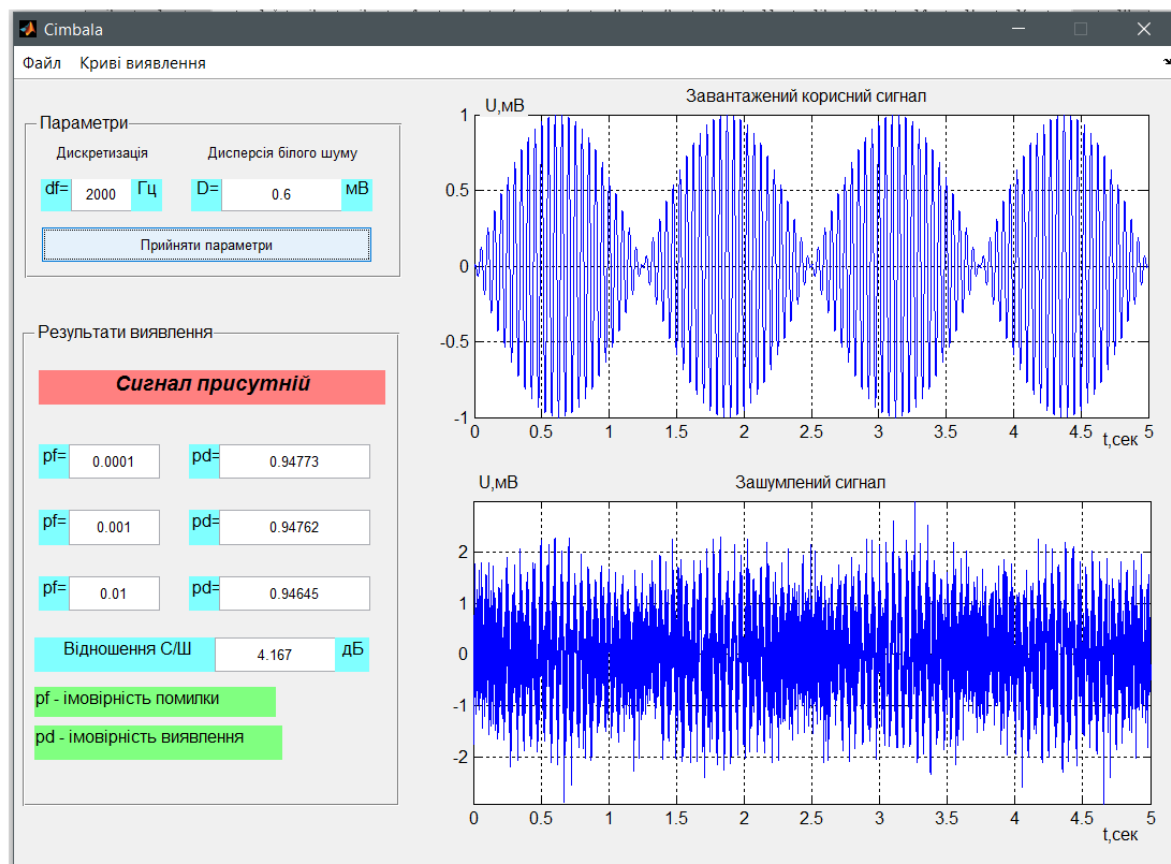 Cimbala
Файл Криві виявлення
Параметри
Дискретизація Дисперсія білого шуму
df= 2000 Гц D= 0.6 мВ
Прийняти параметри
Результати виявлення
Сигнал присутній
pf= 0.0001 pd= 0.94773
pf= 0.001 pd= 0.94762
pf= 0.01 pd= 0.94645
Відношення С/Ш 4.167 дБ
pf - імовірність помилки
pd - імовірність виявлення
Завантажений корисний сигнал
U,мВ
1
0.5
0
-0.5
-1
0 0.5 1 1.5 2 2.5 3 3.5 4 4.5 5
t,сек
Зашумлений сигнал
U,мВ
2
1
0
-1
-2
0 0.5 1 1.5 2 2.5 3 3.5 4 4.5 5
t,сек